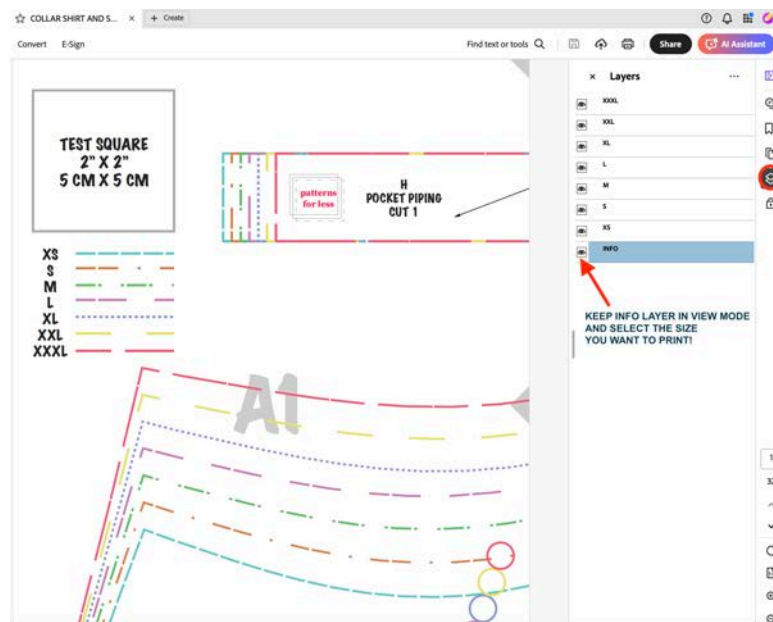 COLLAR SHIRT AND S...
Create
Convert
E-Sign
Find text or tools
Share
AI Assistant
Layers
TEST SQUARE
2" X 2"
5 CM X 5 CM
patterns
for less
H
POCKET PIPING
CUT 1
XS
S
M
L
XL
XXL
XXXL
A1
XXXL
XXL
XL
L
M
S
XS
INFO
KEEP INFO LAYER IN VIEW MODE
AND SELECT THE SIZE
YOU WANT TO PRINT!